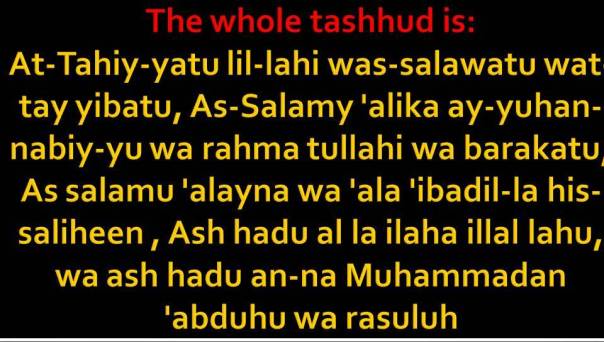 The whole tashhud is:
At-Tahiy-yatu lil-lahi was-salawatu wat-
tay yibatu, As-Salamy 'alika ay-yuhan-
nabiy-yu wa rahma tullahi wa barakatu,
As salamu 'alayna wa 'ala 'ibadil-la his-
saliheen , Ash hadu al la ilaha illal lahu,
wa ash hadu an-na Muhammadan
'abduhu wa rasuluh